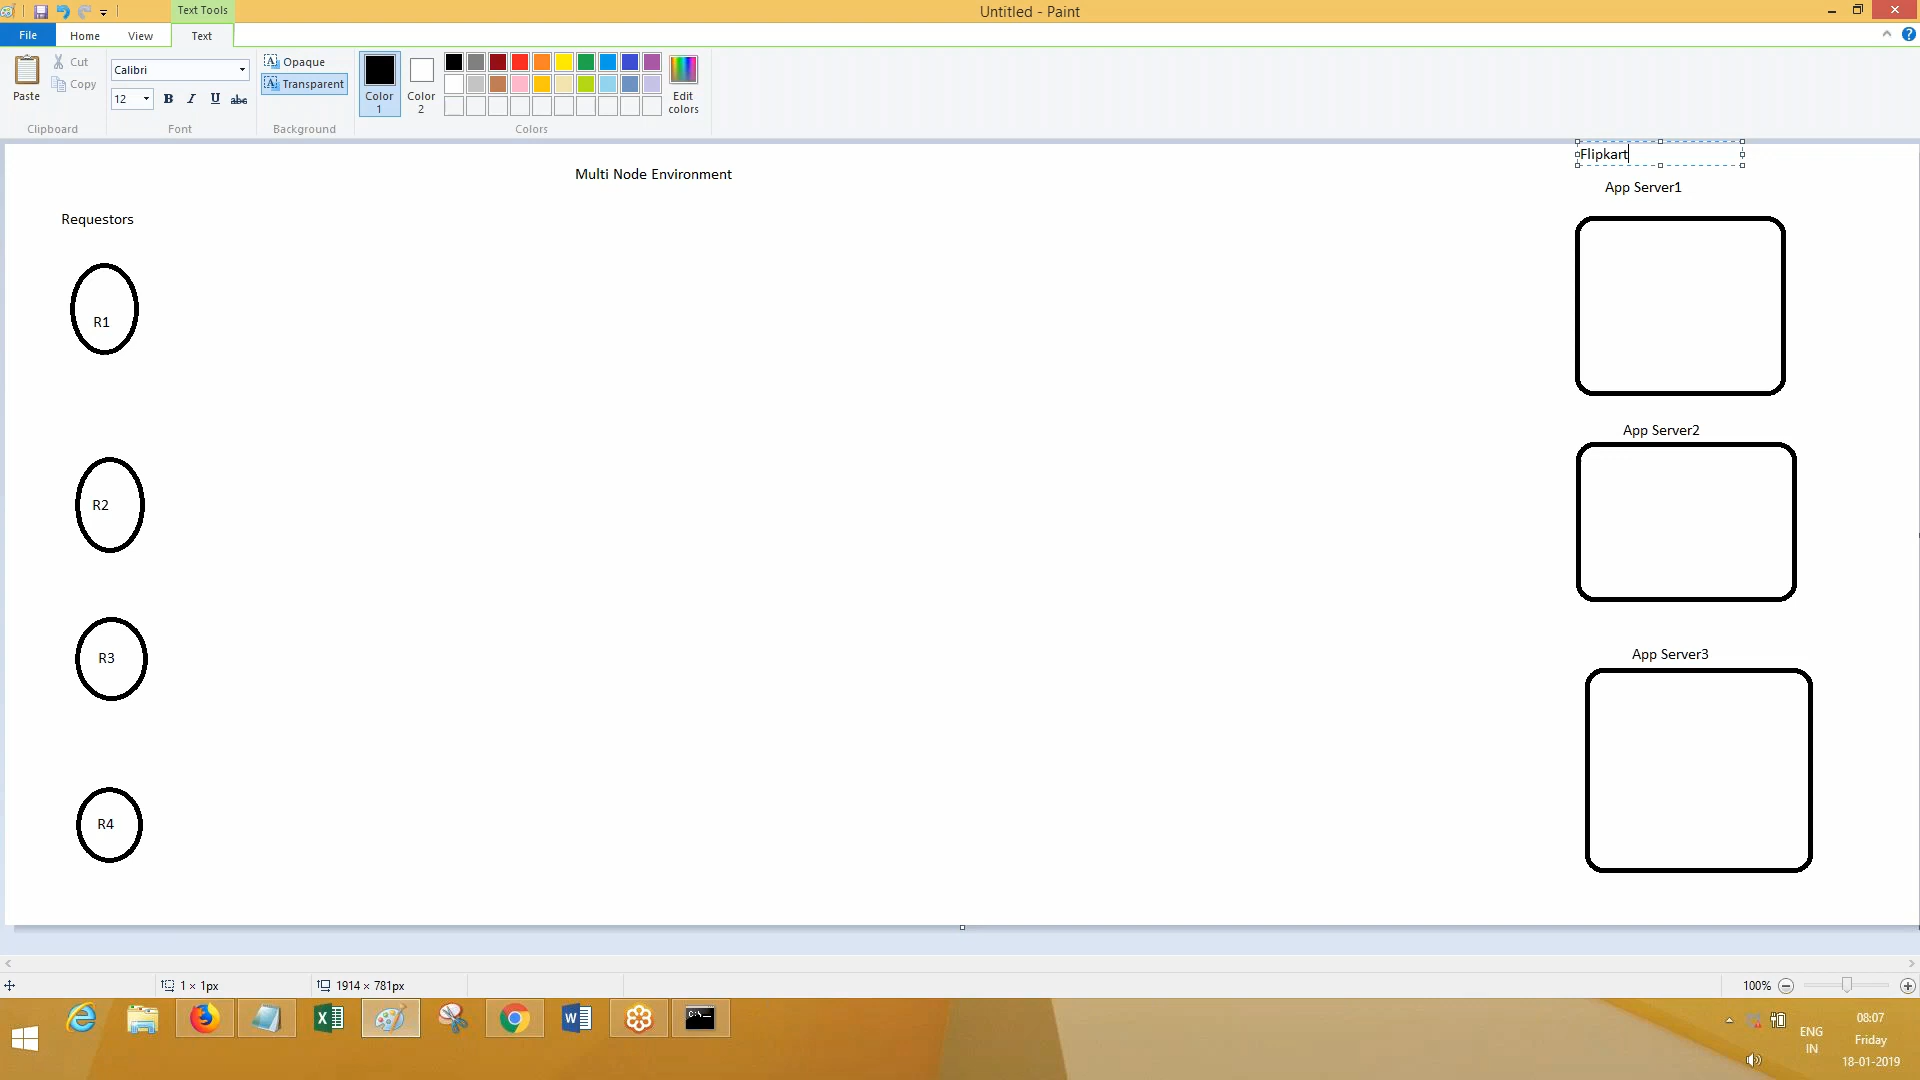 Text Tools
Untitled - Paint
File
Home
View
Text
Paste
Cut
Copy
Clipboard
Calibri
12
B
I
U
abc
Font
Opaque
Transparent
Background
Color
1
Color
2
Edit
colors
Colors
Flipkart
App Server1
Multi Node Environment
Requestors
R1
App Server2
R2
App Server3
R3
R4
1 × 1px
1914 × 781px
100%
C:\
ENG
IN
08:07
Friday
18-01-2019